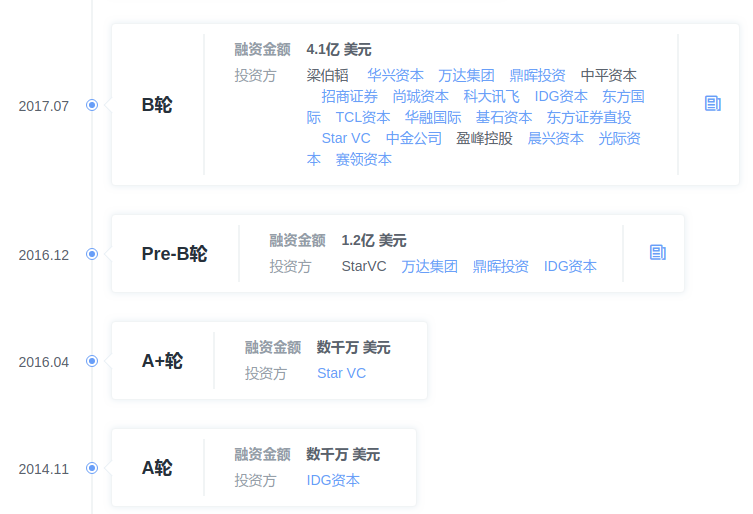 融资金额 4.1亿 美元
投资方 梁伯韬 华兴资本 万达集团 鼎晖投资 中平资本
招商证券 尚珹资本 科大讯飞 IDG资本 东方国
2017.07 B轮
际 TCL资本 华融国际 基石资本 东方证券直投
Star VC 中金公司 盈峰控股 晨兴资本 光际资
本 赛领资本
融资金额 1.2亿 美元
2016.12 Pre-B轮
投资方 StarVC 万达集团 鼎晖投资 IDG资本
融资金额 数千万 美元
2016.04 A+轮
投资方 Star VC
融资金额 数千万 美元
2014.11 A轮
投资方 IDG资本